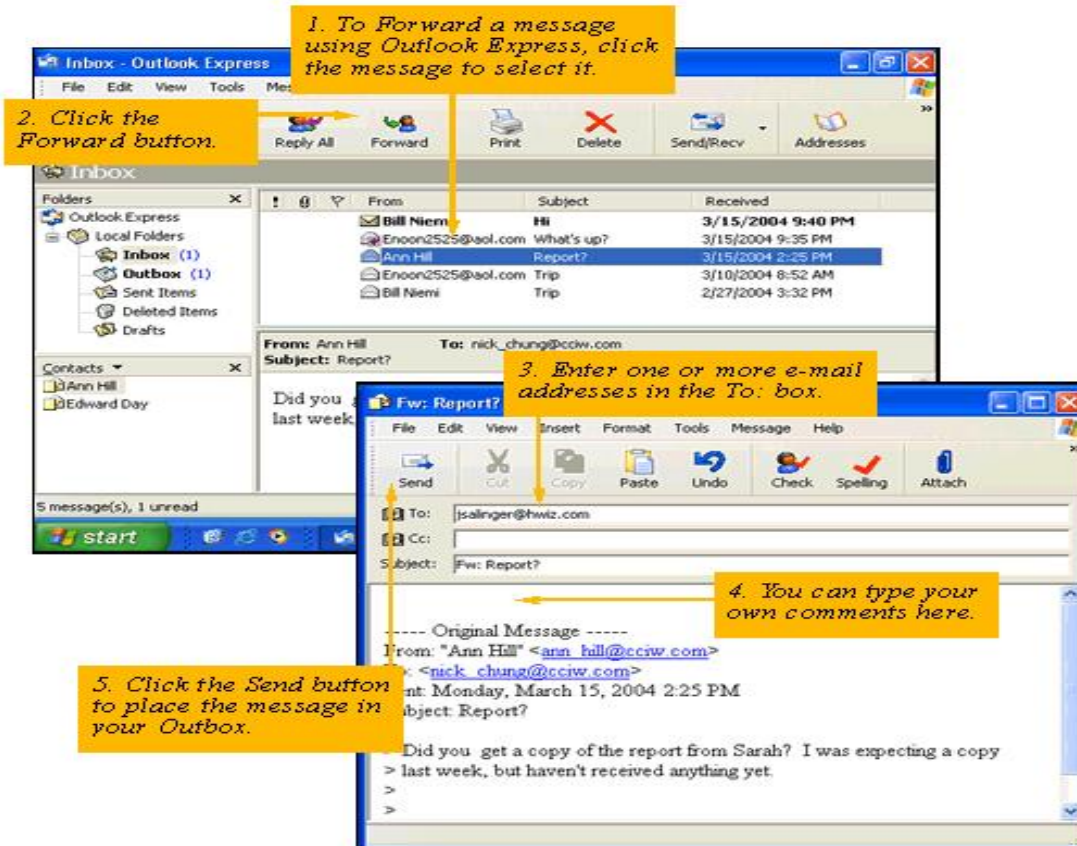 1. To Forward a message
using Outlook Express, click
the message to select it.
Inbox - Outlook Express
File Edit View Tools
2. Click the
Forward button.
Reply All Forward Print Delete Send/Recv Addresses
Inbox
Folders
Outlook Express
Local Folders
Inbox (1)
Outbox (1)
Sent Items
Deleted Items
Drafts
Contacts
Ann Hill
Edward Day
! From Subject Received
Bill Niemi Hi 3/15/2004 9:40 PM
Enoon2525@aol.com What's up? 3/15/2004 9:35 PM
Ann Hill Report? 3/15/2004 2:25 PM
Enoon2525@aol.com Trip 3/10/2004 8:52 AM
Bill Niemi Trip 2/27/2004 3:32 PM
From: Ann Hill To: nick_chung@cciw.com
Subject: Report?
Did you
last week,
5 message(s), 1 unread
start
3. Enter one or more e-mail
addresses in the To: box.
Fw: Report?
File Edit View Insert Format Tools Message Help
Send Cut Copy Paste Undo Check Spelling Attach
To: jsalinger@hwiz.com
Cc:
Subject: Fw: Report?
4. You can type your
own comments here.
----- Original Message -----
From: "Ann Hill" <ann_hill@cciw.com>
<nick_chung@cciw.com>
Monday, March 15, 2004 2:25 PM
Report?
5. Click the Send button
to place the message in
your Outbox.
Did you get a copy of the report from Sarah? I was expecting a copy
> last week, but haven't received anything yet.
>
>